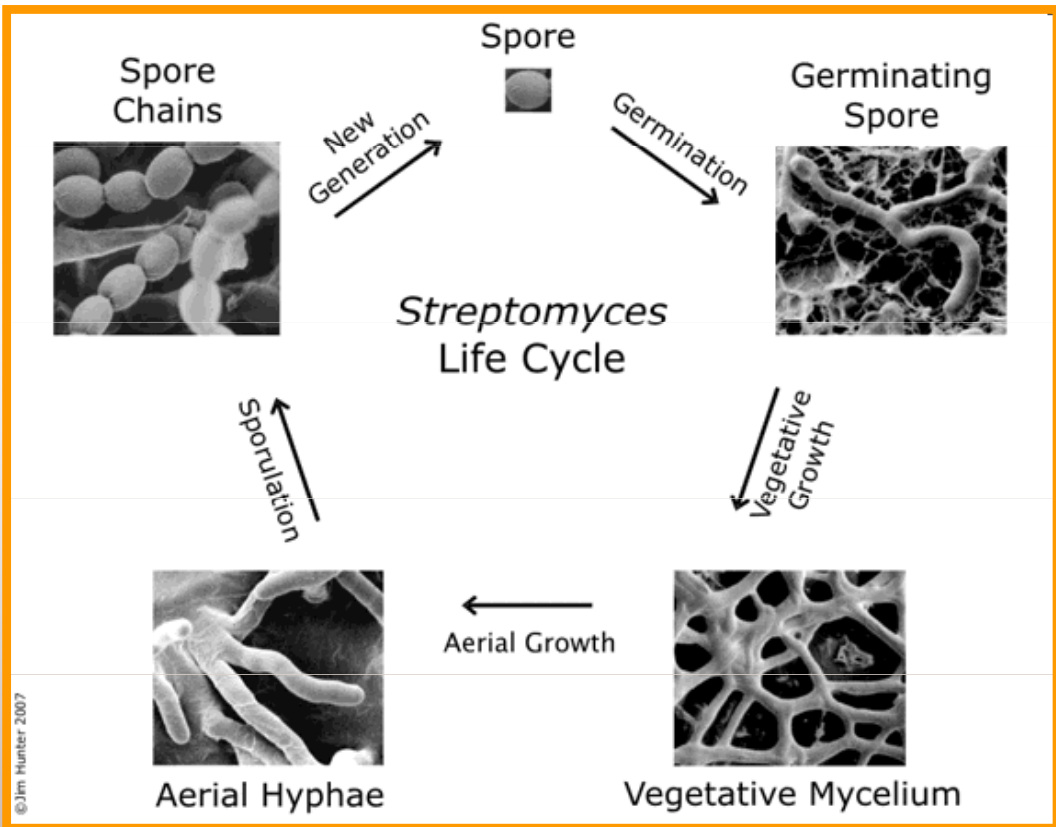 Spore
Spore
Chains
New
Generation
Germination
Germinating
Spore
Streptomyces
Life Cycle
Vegetative
Growth
Sporulation
Aerial Growth
Aerial Hyphae
Vegetative Mycelium
©Jim Hunter 2007